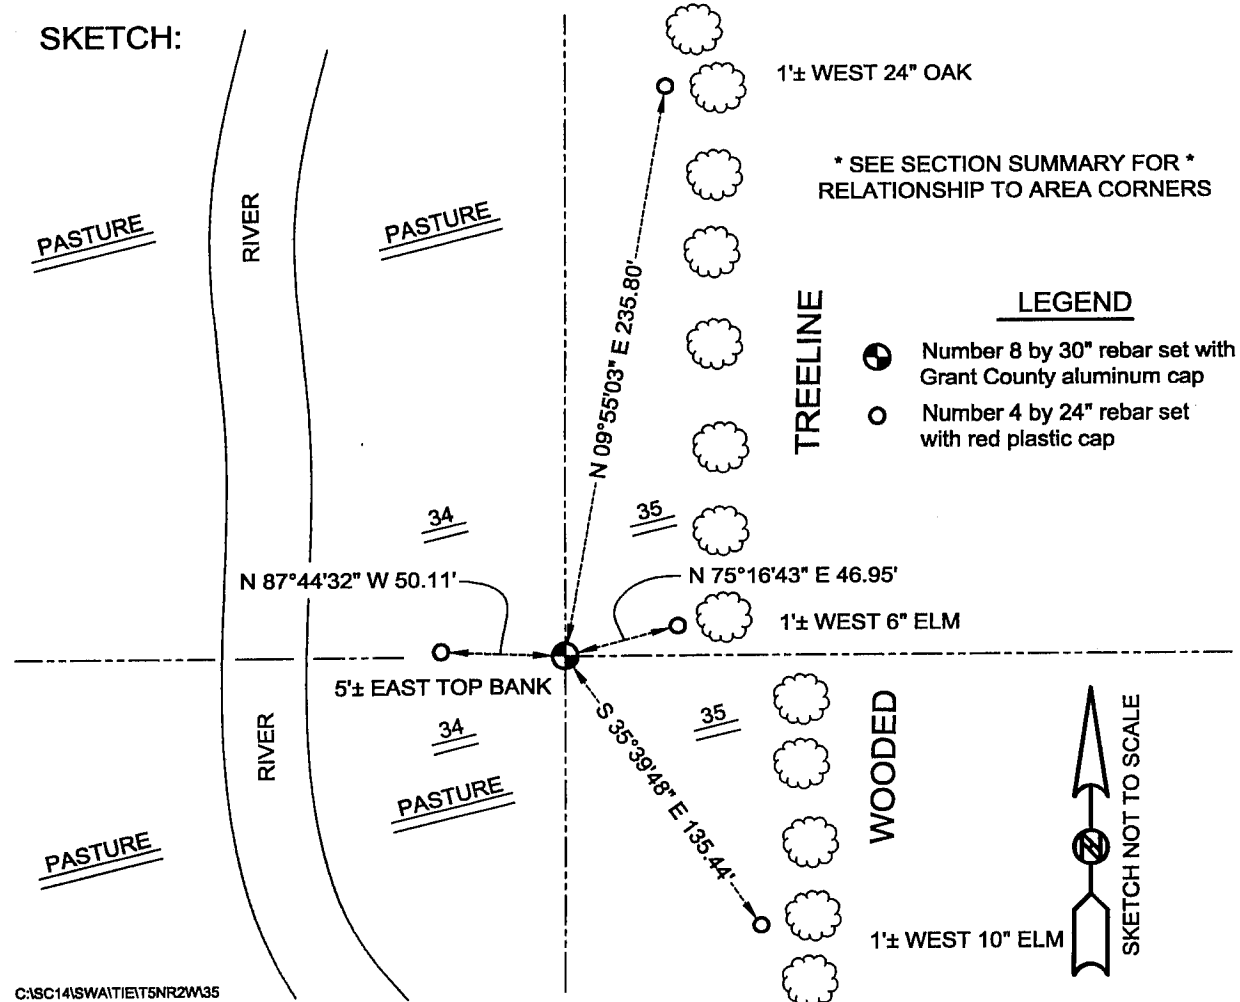 SKETCH:
1'± WEST 24" OAK
* SEE SECTION SUMMARY FOR *
RELATIONSHIP TO AREA CORNERS
PASTURE
RIVER
PASTURE
N 09°55'03" E 235.80'
TREELINE
LEGEND
Number 8 by 30" rebar set with
Grant County aluminum cap
Number 4 by 24" rebar set
with red plastic cap
34
35
N 87°44'32" W 50.11'
N 75°16'43" E 46.95'
1'± WEST 6" ELM
5'± EAST TOP BANK
RIVER
34
35
S 35°39'48" E 135.44'
WOODED
PASTURE
PASTURE
N
SKETCH NOT TO SCALE
1'± WEST 10" ELM
C:\SC14\SWA\TIE\T5NR2W\35